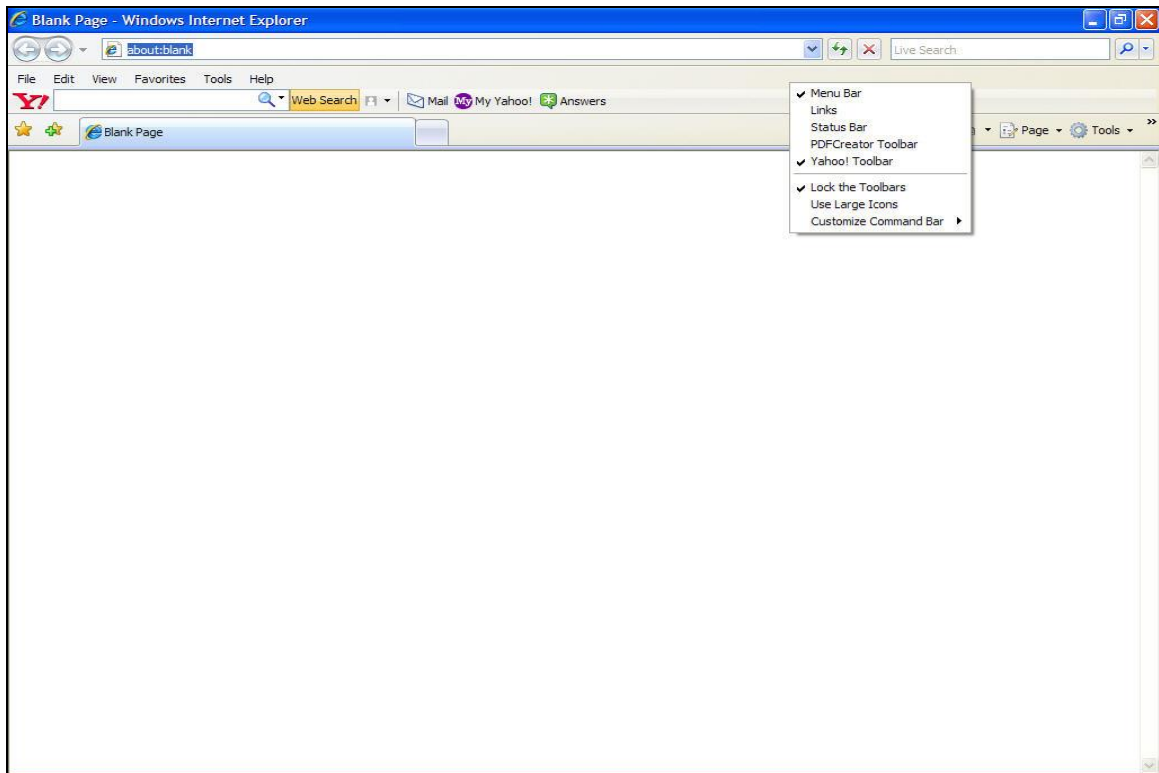 Blank Page - Windows Internet Explorer
about:blank
Live Search
File Edit View Favorites Tools Help
Y! Web Search Mail My My Yahoo! Answers
Blank Page
Page Tools »
Menu Bar
Links
Status Bar
PDFCreator Toolbar
Yahoo! Toolbar
Lock the Toolbars
Use Large Icons
Customize Command Bar